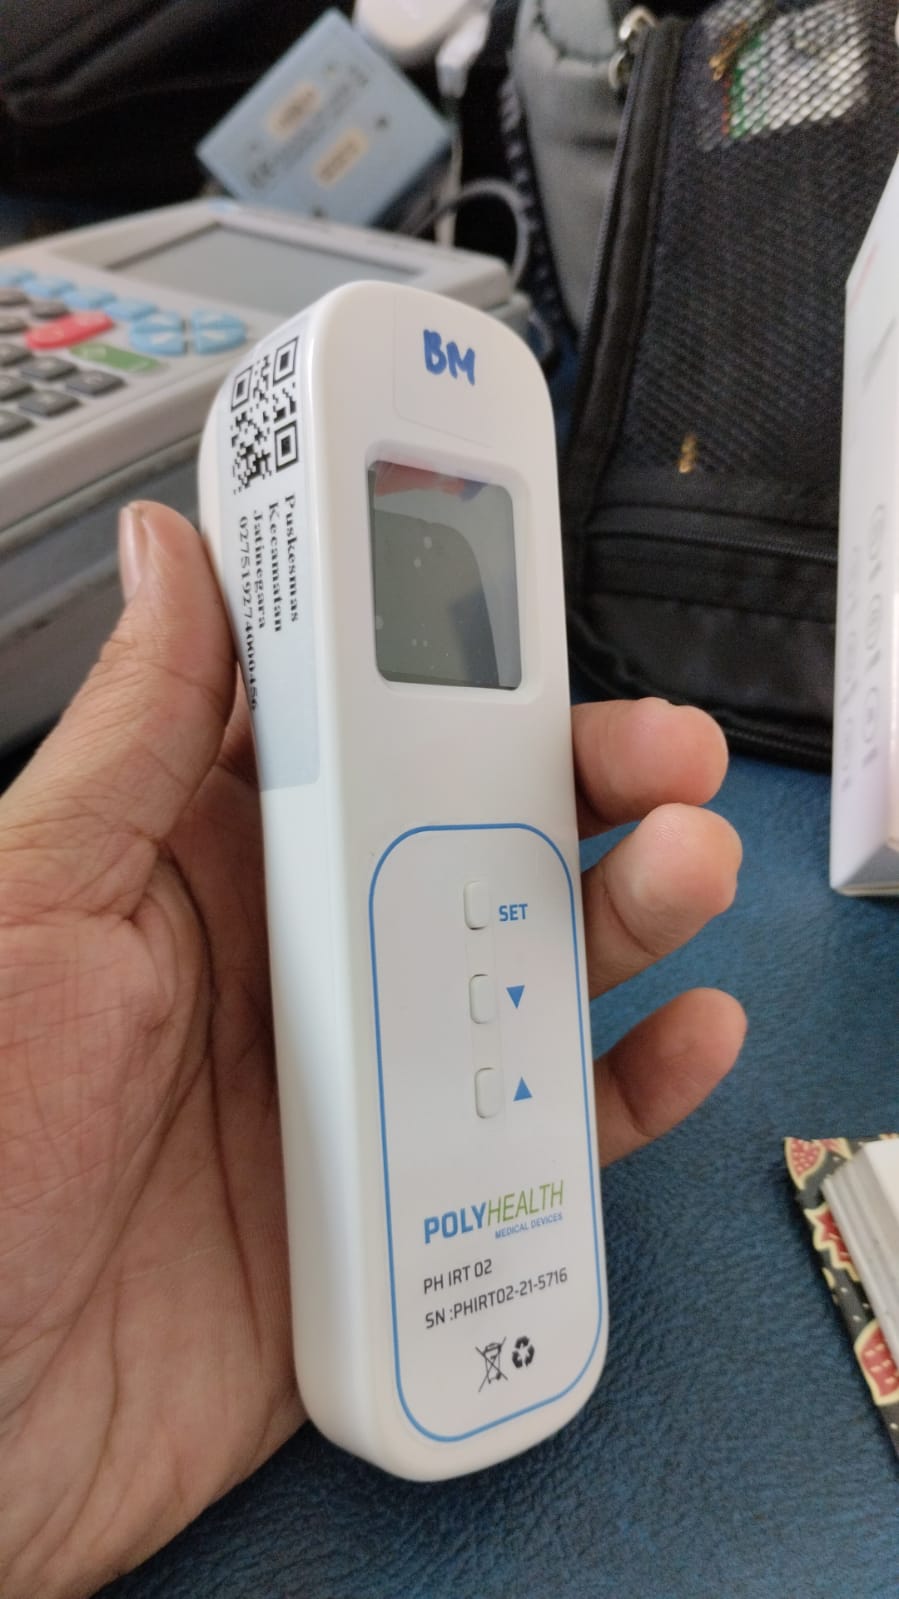 BM
Puskesmas
Kecamatan
Jatinegara
SET
POLYHEALTH
MEDICAL DEVICES
PH IRT 02
SN :PHIRT02-21-5716